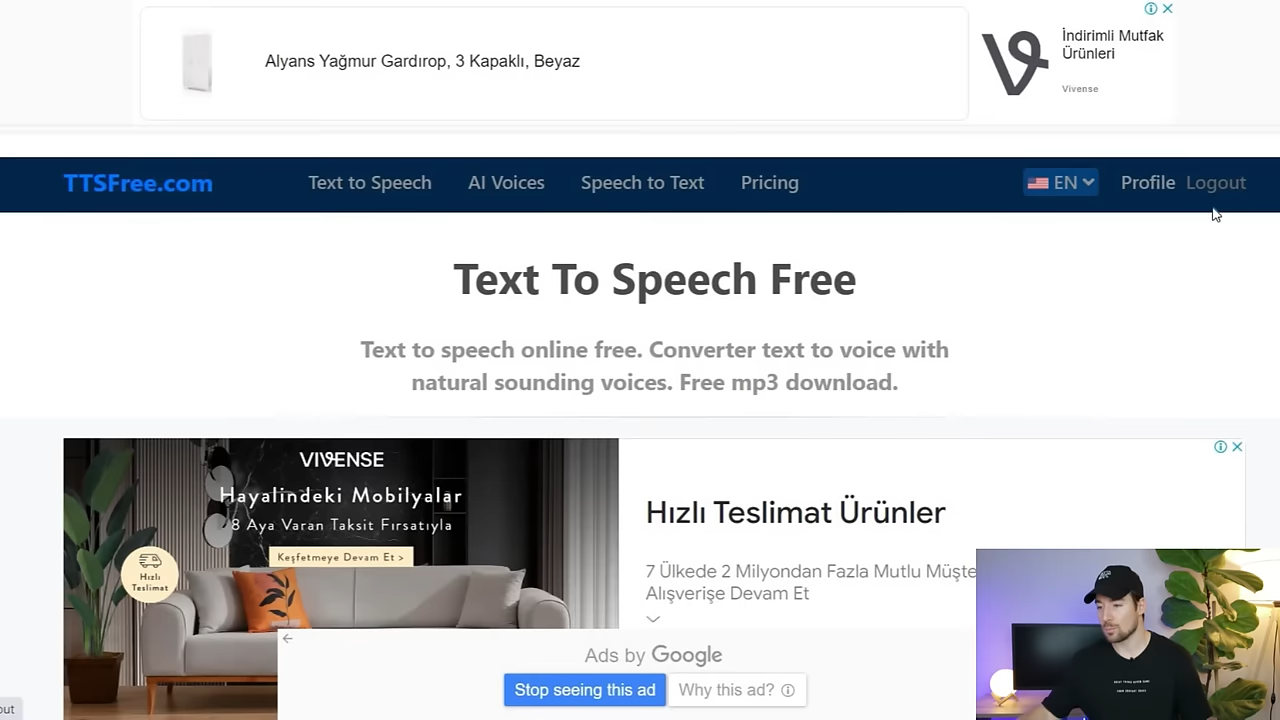 Alyans Yağmur Gardırop, 3 Kapaklı, Beyaz
İndirimli Mutfak
Ürünleri
Vivense
TTSFree.com
Text to Speech
AI Voices
Speech to Text
Pricing
EN
Profile
Logout
Text To Speech Free
Text to speech online free. Converter text to voice with
natural sounding voices. Free mp3 download.
VIVENSE
Hayalindeki Mobilyalar
8 Aya Varan Taksit Fırsatıyla
Keşfetmeye Devam Et >
Hızlı
Teslimat
Hızlı Teslimat Ürünler
7 Ülkede 2 Milyondan Fazla Mutlu Müşte
Alışverişe Devam Et
Ads by Google
Stop seeing this ad
Why this ad?
out